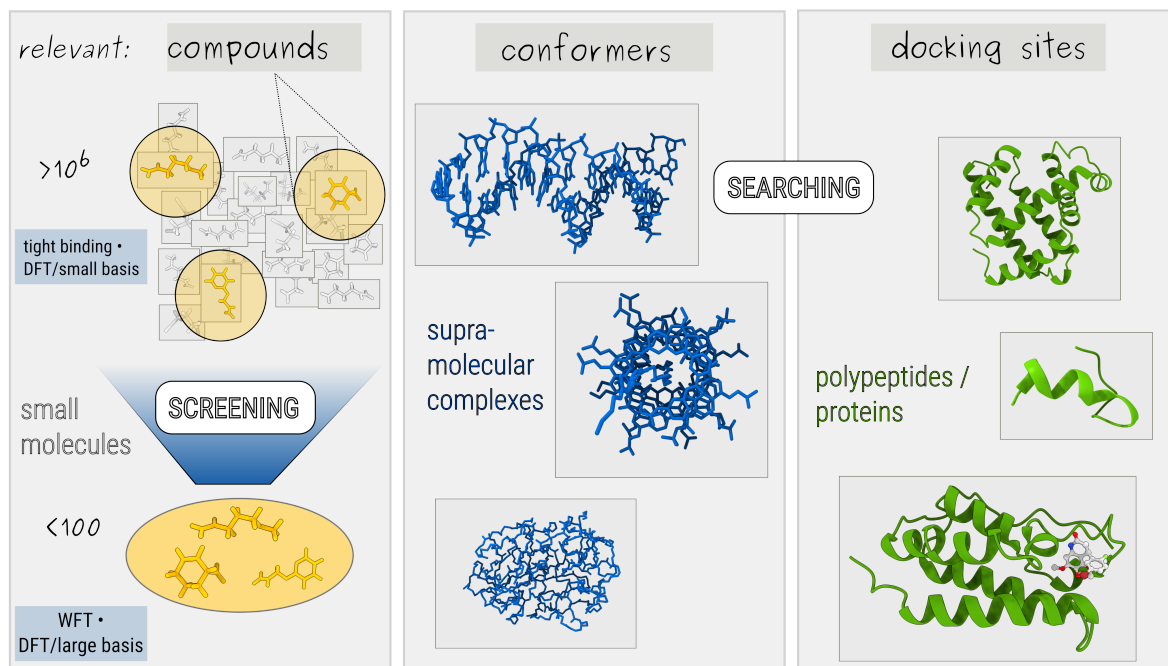 relevant:
compounds
>10⁶
tight binding •
DFT/small basis
SCREENING
small
molecules
<100
WFT •
DFT/large basis
conformers
SEARCHING
supra-
molecular
complexes
docking sites
polypeptides /
proteins